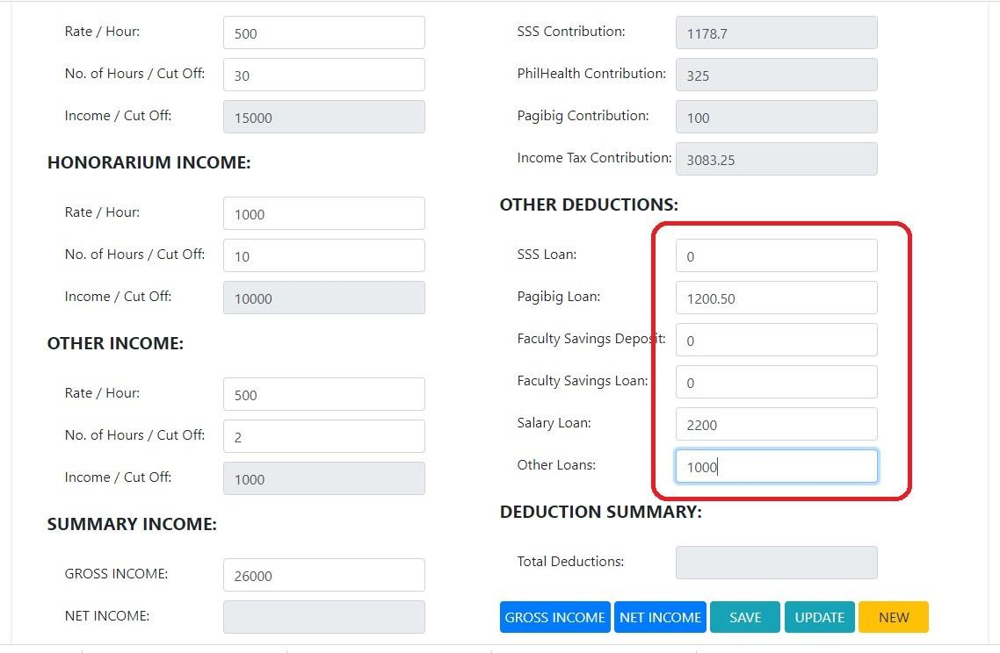 Rate / Hour: 500
No. of Hours / Cut Off: 30
Income / Cut Off: 15000
HONORARIUM INCOME:
Rate / Hour: 1000
No. of Hours / Cut Off: 10
Income / Cut Off: 10000
OTHER INCOME:
Rate / Hour: 500
No. of Hours / Cut Off: 2
Income / Cut Off: 1000
SUMMARY INCOME:
GROSS INCOME: 26000
NET INCOME:
SSS Contribution: 1178.7
PhilHealth Contribution: 325
Pagibig Contribution: 100
Income Tax Contribution: 3083.25
OTHER DEDUCTIONS:
SSS Loan: 0
Pagibig Loan: 1200.50
Faculty Savings Deposit: 0
Faculty Savings Loan: 0
Salary Loan: 2200
Other Loans: 1000
DEDUCTION SUMMARY:
Total Deductions:
GROSS INCOME NET INCOME SAVE UPDATE NEW